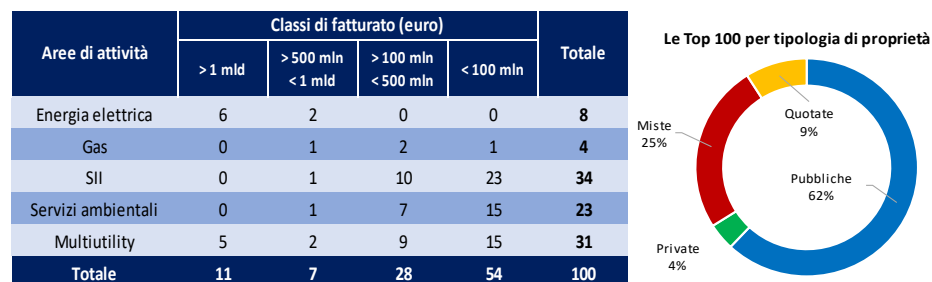 Aree di attività
Classi di fatturato (euro)
Totale
> 1 mld
> 500 mln
< 1 mld
> 100 mln
< 500 mln
< 100 mln
Energia elettrica 6 2 0 0 8
Gas 0 1 2 1 4
SII 0 1 10 23 34
Servizi ambientali 0 1 7 15 23
Multiutility 5 2 9 15 31
Totale 11 7 28 54 100
Le Top 100 per tipologia di proprietà
Quotate
9%
Miste
25%
Pubbliche
62%
Private
4%